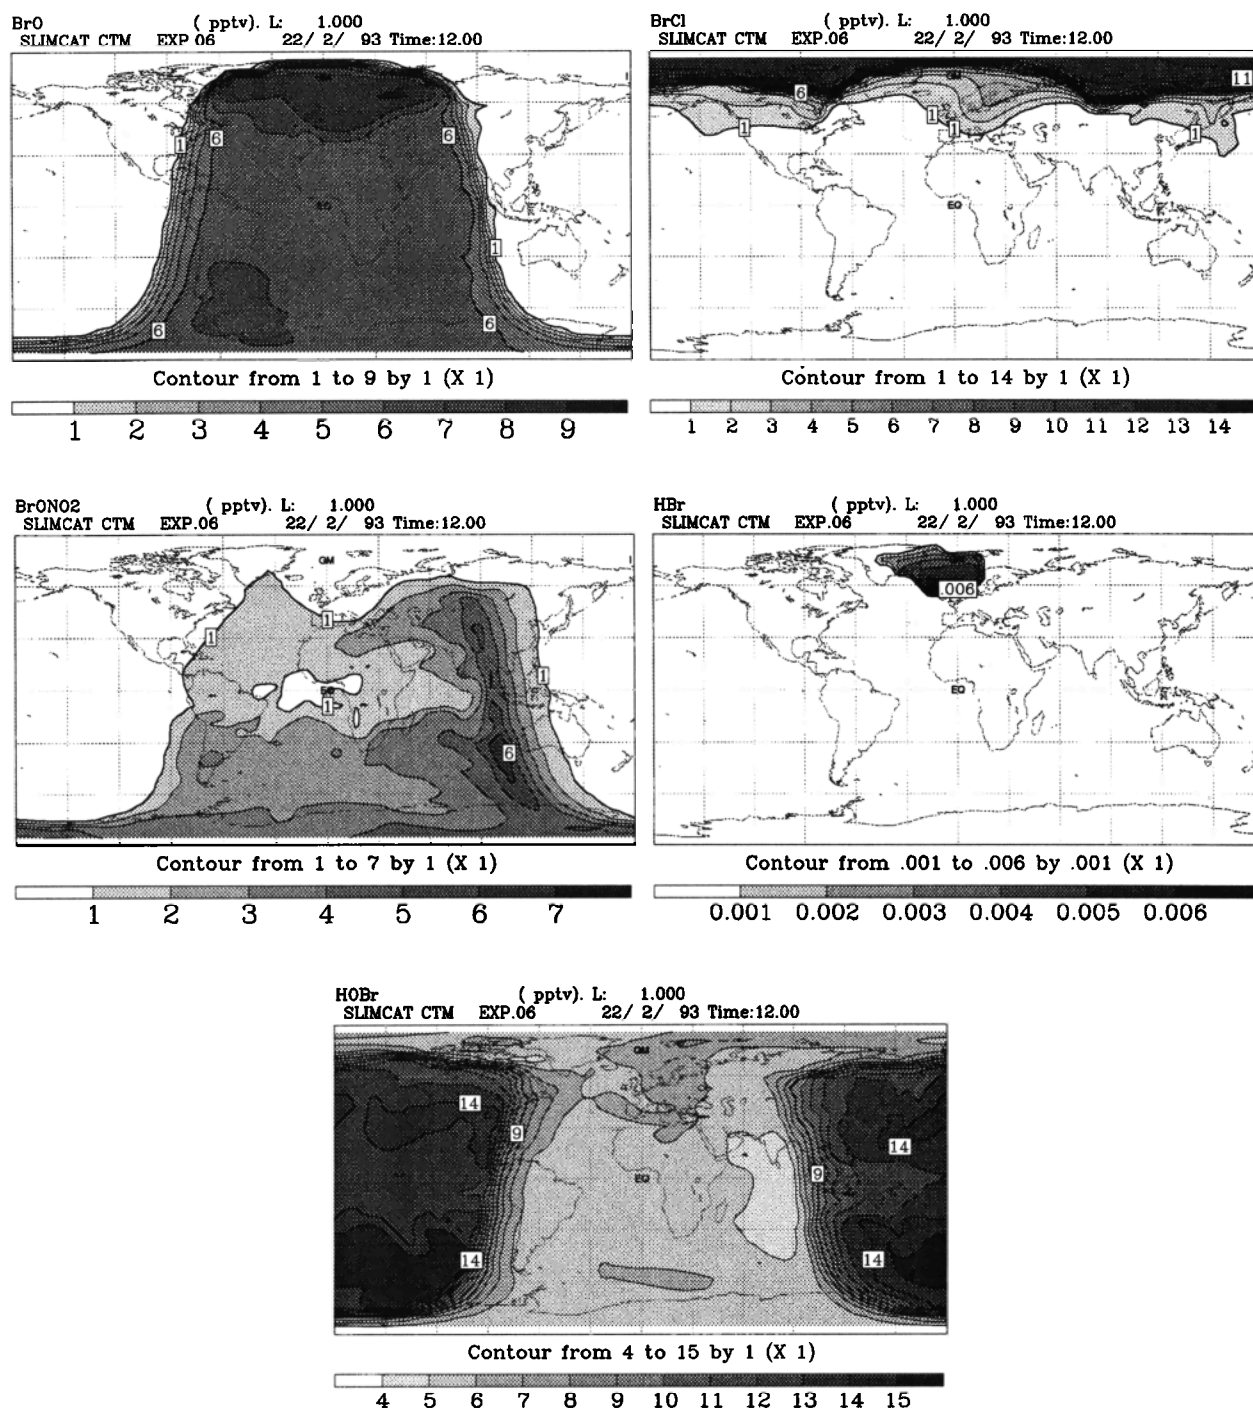 BrO ( pptv). L: 1.000
SLIMCAT CTM EXP.06 22/ 2/ 93 Time:12.00
1
6
6
EQ
1
6
6
Contour from 1 to 9 by 1 (X 1)
1 2 3 4 5 6 7 8 9
BrCl ( pptv). L: 1.000
SLIMCAT CTM EXP.06 22/ 2/ 93 Time:12.00
GM
11
6
1
1
1
1
EQ
Contour from 1 to 14 by 1 (X 1)
1 2 3 4 5 6 7 8 9 10 11 12 13 14
BrONO2 ( pptv). L: 1.000
SLIMCAT CTM EXP.06 22/ 2/ 93 Time:12.00
GM
1
1
1
EQ
1
6
Contour from 1 to 7 by 1 (X 1)
1 2 3 4 5 6 7
HBr ( pptv). L: 1.000
SLIMCAT CTM EXP.06 22/ 2/ 93 Time:12.00
.006
EQ
Contour from .001 to .006 by .001 (X 1)
0.001 0.002 0.003 0.004 0.005 0.006
HOBr ( pptv). L: 1.000
SLIMCAT CTM EXP.06 22/ 2/ 93 Time:12.00
GM
14
9
14
9
EQ
14
14
Contour from 4 to 15 by 1 (X 1)
4 5 6 7 8 9 10 11 12 13 14 15